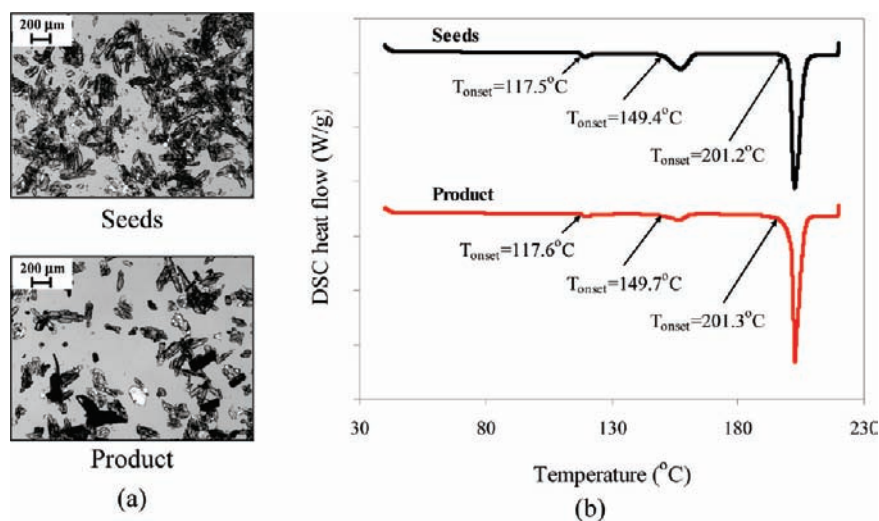 200 µm
Seeds
200 µm
Product
(a)
DSC heat flow (W/g)
Seeds
Tonset=117.5°C
Tonset=149.4°C
Tonset=201.2°C
Product
Tonset=117.6°C
Tonset=149.7°C
Tonset=201.3°C
30 80 130 180 230
Temperature (°C)
(b)